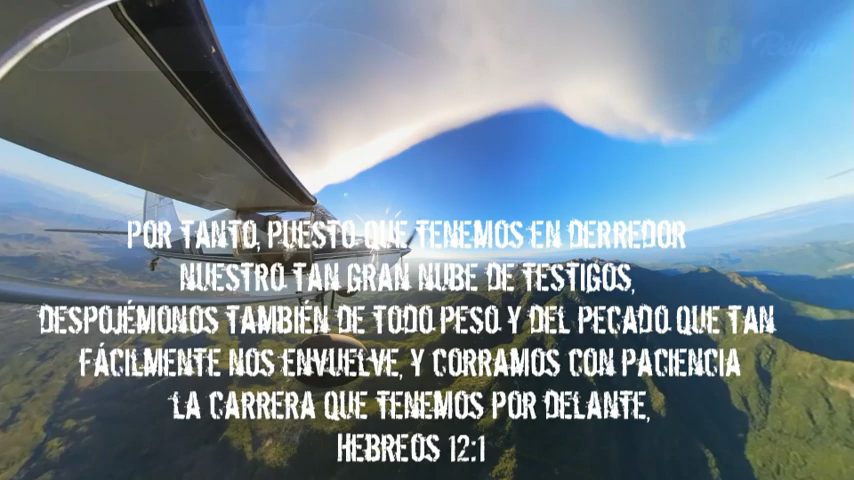 POR TANTO, PUESTO QUE TENEMOS EN DERREDOR
NUESTRO TAN GRAN NUBE DE TESTIGOS,
DESPOJÉMONOS TAMBIÉN DE TODO PESO Y DEL PECADO QUE TAN
FÁCILMENTE NOS ENVUELVE, Y CORRAMOS CON PACIENCIA
LA CARRERA QUE TENEMOS POR DELANTE,
HEBREOS 12:1